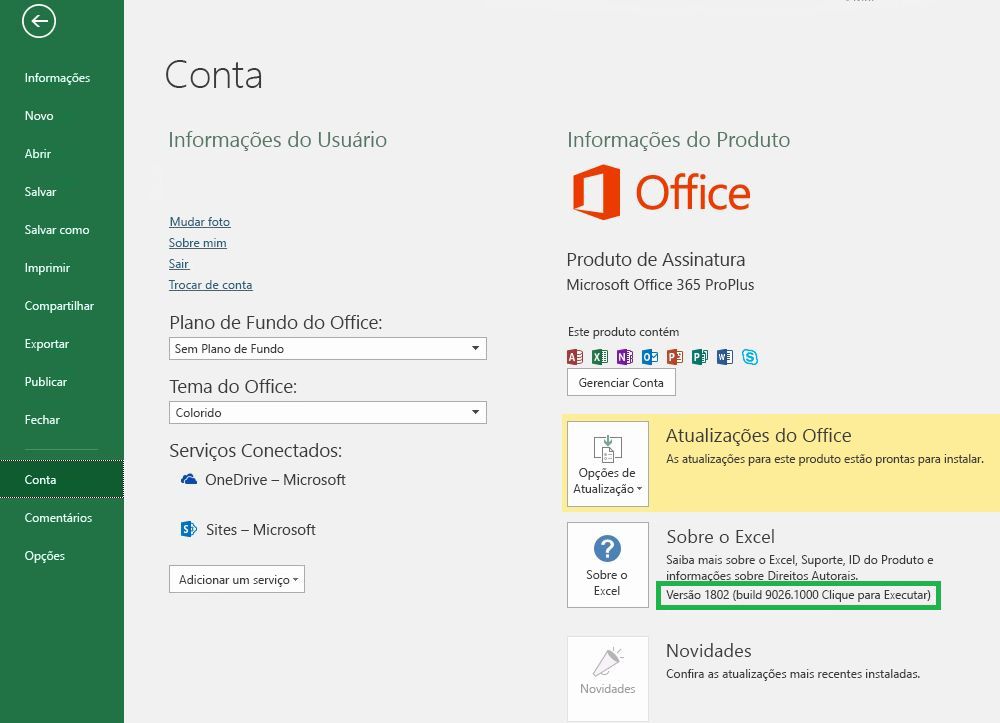 Informações
Novo
Abrir
Salvar
Salvar como
Imprimir
Compartilhar
Exportar
Publicar
Fechar
Conta
Comentários
Opções
Conta
Informações do Usuário
Mudar foto
Sobre mim
Sair
Trocar de conta
Plano de Fundo do Office:
Sem Plano de Fundo
Tema do Office:
Colorido
Serviços Conectados:
OneDrive – Microsoft
Sites – Microsoft
Adicionar um serviço
Informações do Produto
Office
Produto de Assinatura
Microsoft Office 365 ProPlus
Este produto contém
Gerenciar Conta
Opções de
Atualização
Atualizações do Office
As atualizações para este produto estão prontas para instalar.
Sobre o
Excel
Sobre o Excel
Saiba mais sobre o Excel, Suporte, ID do Produto e
informações sobre Direitos Autorais.
Versão 1802 (build 9026.1000 Clique para Executar)
Novidades
Novidades
Confira as atualizações mais recentes instaladas.